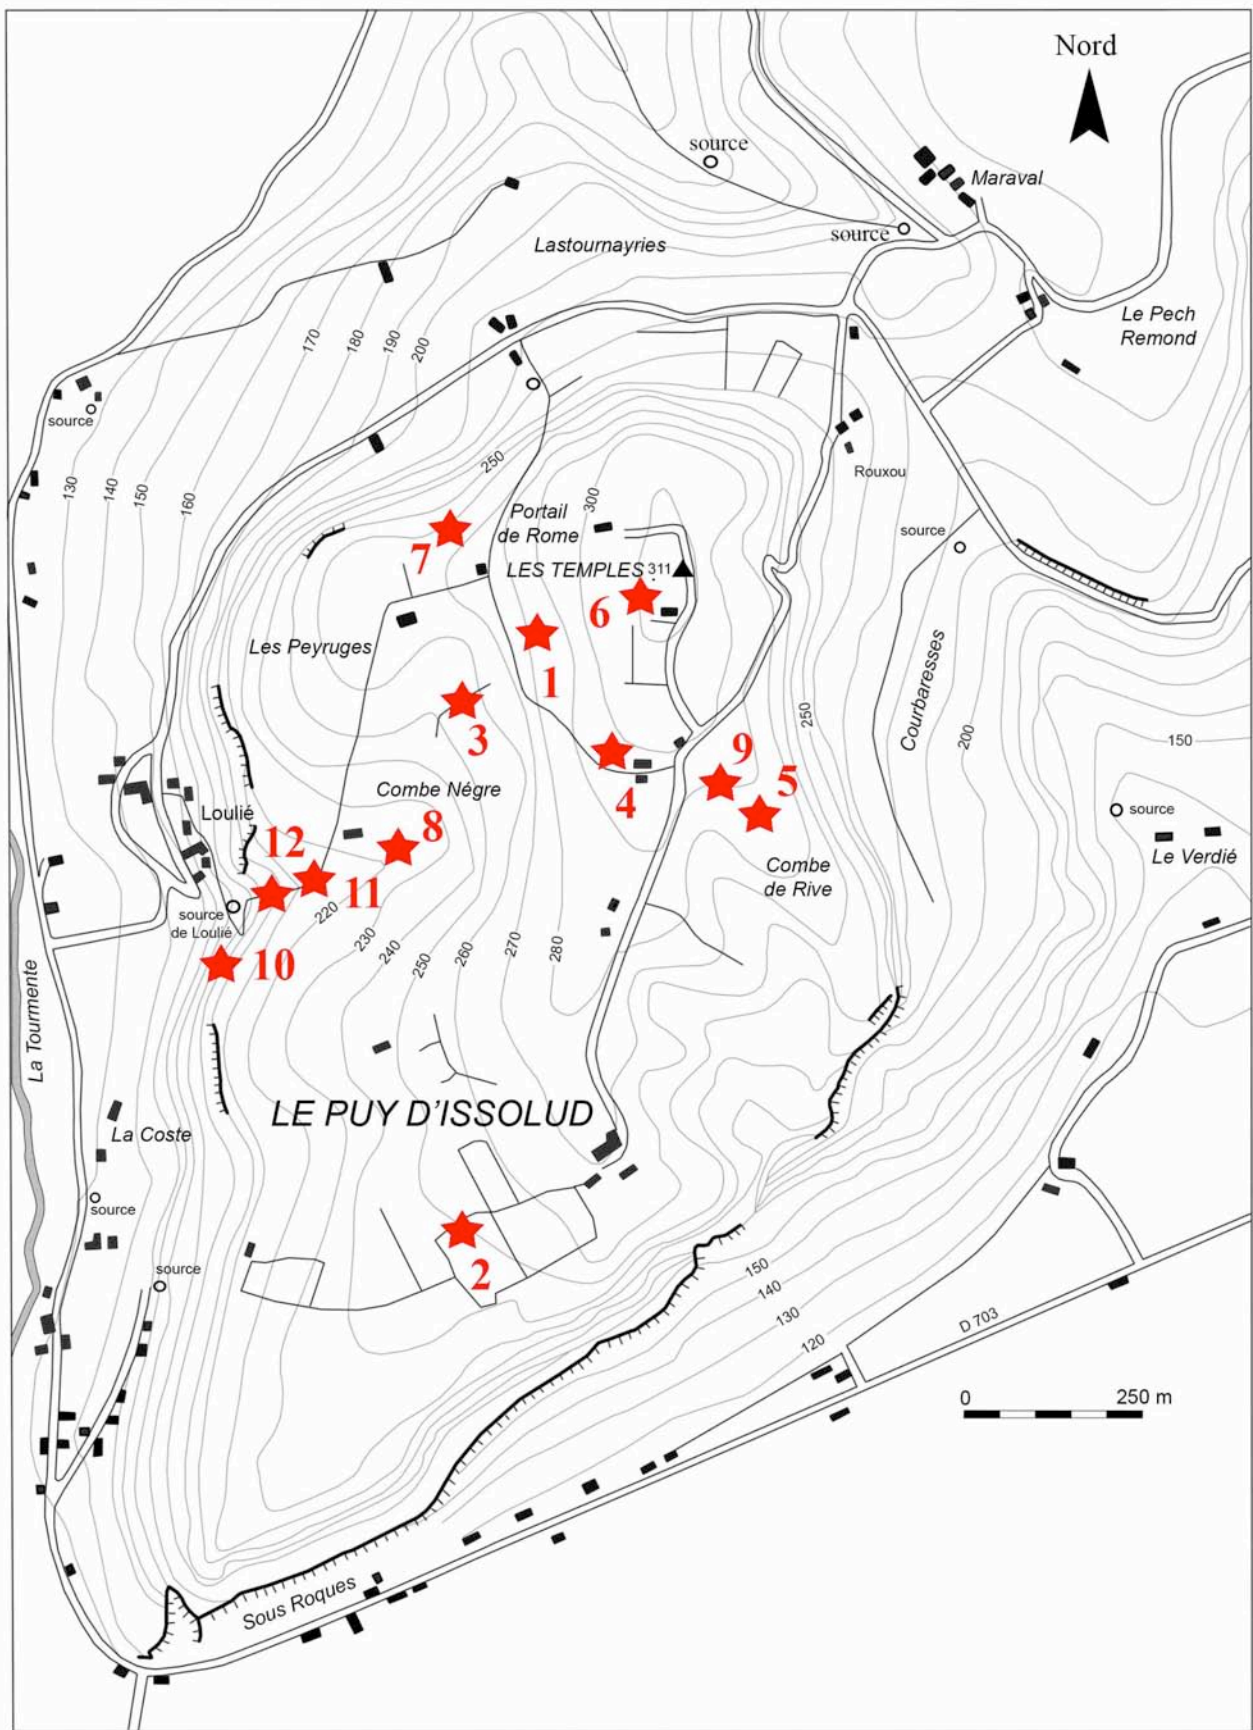 Nord
source
Maraval
source
Lastournayries
Le Pech
Remond
170
180
190
200
source
250
130
140
150
160
300
Portail
de Rome
Rouxou
source
7
LES TEMPLES
311
6
Les Peyruges
1
Courbaresses
3
250
200
150
9
5
Combe Négre
4
source
Loulié
8
12
Le Verdié
Combe
de Rive
11
source
de Loulié
220
230
240
250
260
270
280
10
La Tourmente
LE PUY D'ISSOLUD
La Coste
source
source
2
150
140
130
120
D 703
0
250 m
Sous Roques